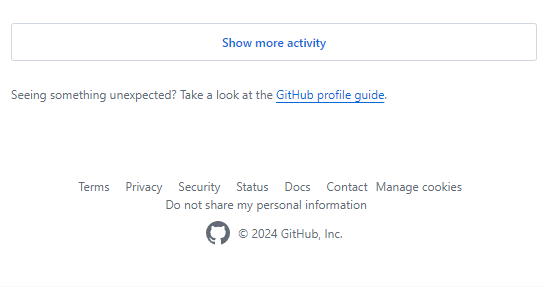 Show more activity
Seeing something unexpected? Take a look at the GitHub profile guide.
Terms Privacy Security Status Docs Contact Manage cookies
Do not share my personal information
© 2024 GitHub, Inc.